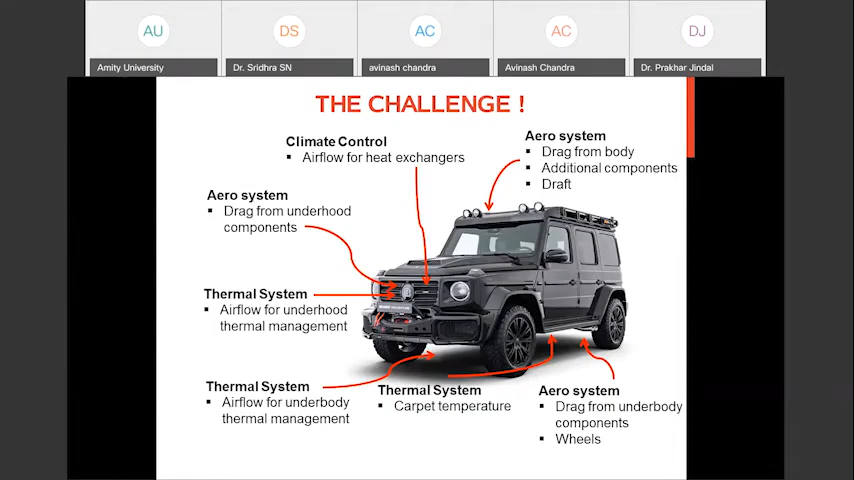 AU
DS
AC
AC
DJ
Amity University
Dr. Sridhra SN
avinash chandra
Avinash Chandra
Dr. Prakhar Jindal
THE CHALLENGE !
Climate Control
▪ Airflow for heat exchangers
Aero system
▪ Drag from body
▪ Additional components
▪ Draft
Aero system
▪ Drag from underhood
components
Thermal System
▪ Airflow for underhood
thermal management
Thermal System
▪ Airflow for underbody
thermal management
Thermal System
▪ Carpet temperature
Aero system
▪ Drag from underbody
components
▪ Wheels